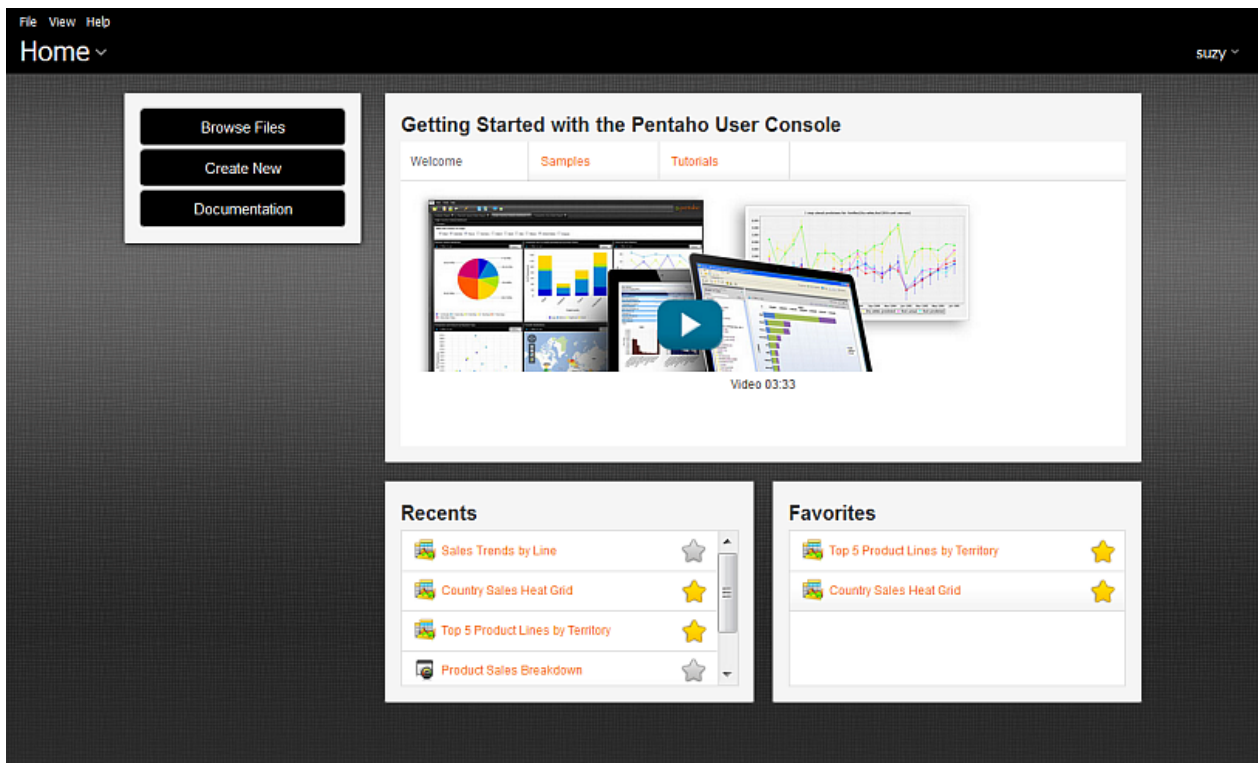 File View Help
Home
suzy
Browse Files
Create New
Documentation
Getting Started with the Pentaho User Console
Welcome Samples Tutorials
Video 03:33
Recents
Sales Trends by Line
Country Sales Heat Grid
Top 5 Product Lines by Territory
Product Sales Breakdown
Favorites
Top 5 Product Lines by Territory
Country Sales Heat Grid